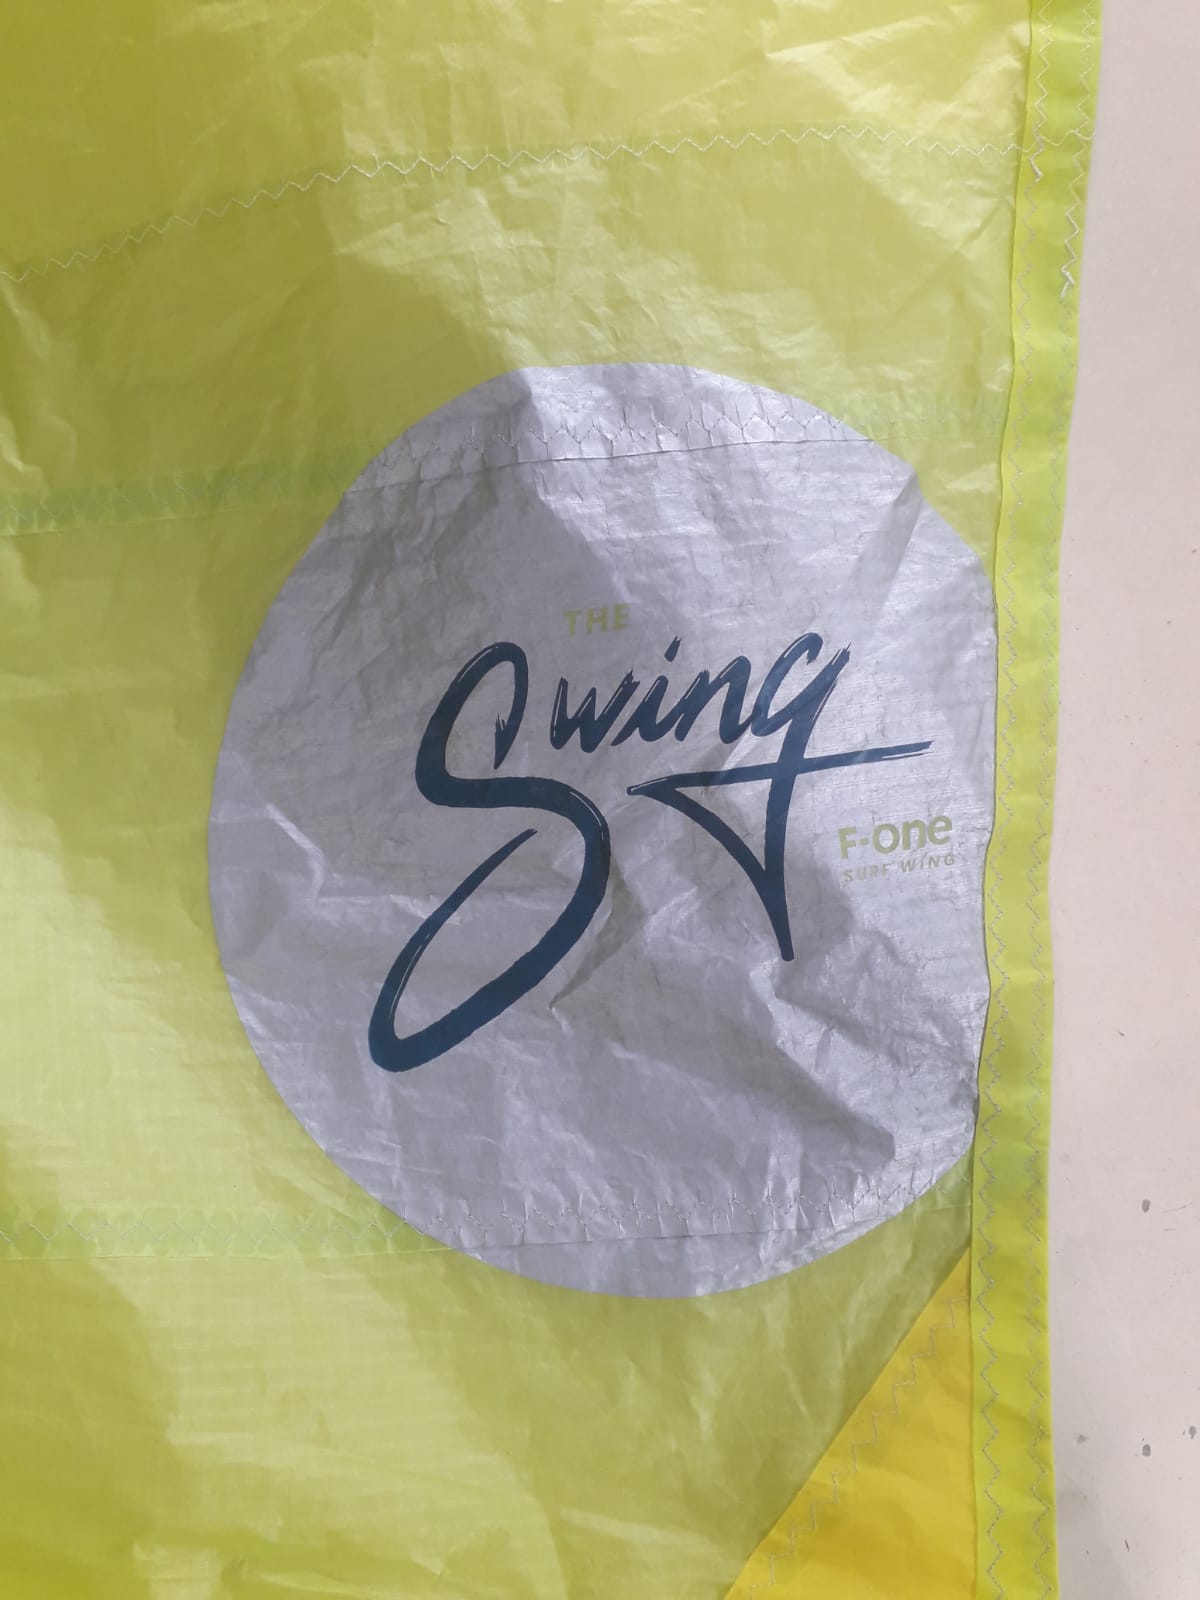 THE
Swing
F-one
SURF WING